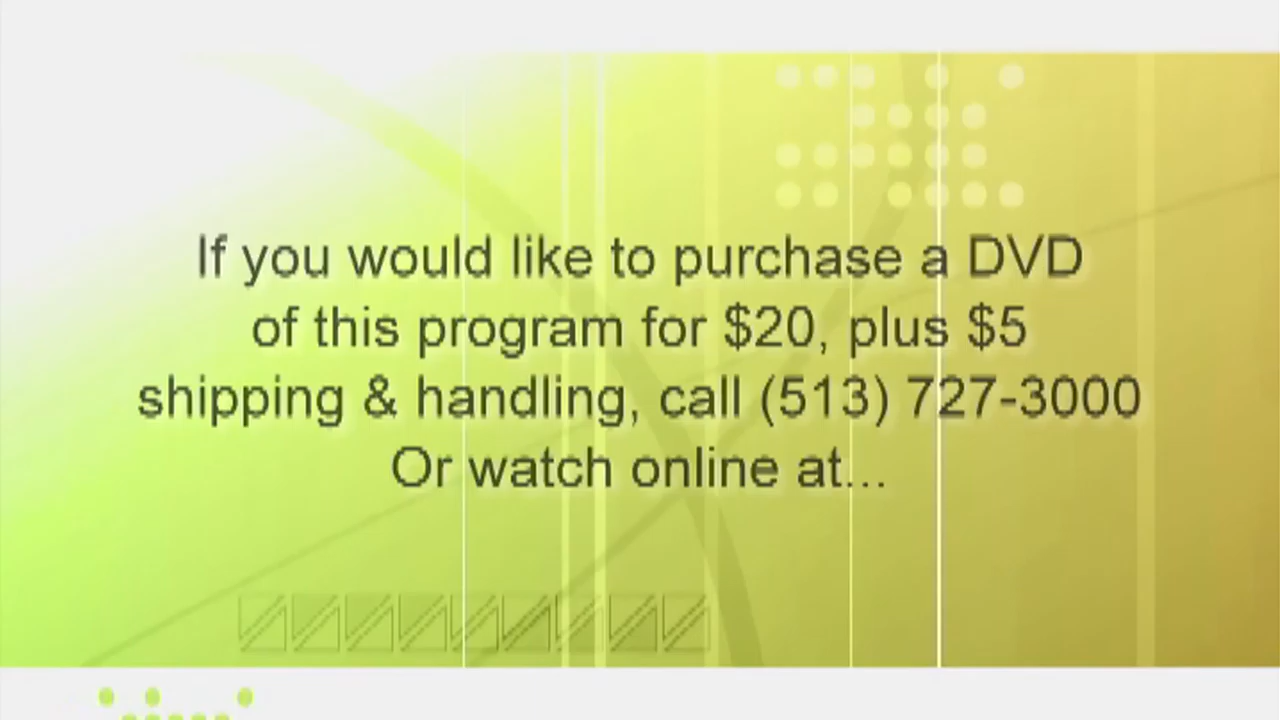 If you would like to purchase a DVD
of this program for $20, plus $5
shipping & handling, call (513) 727-3000
Or watch online at...